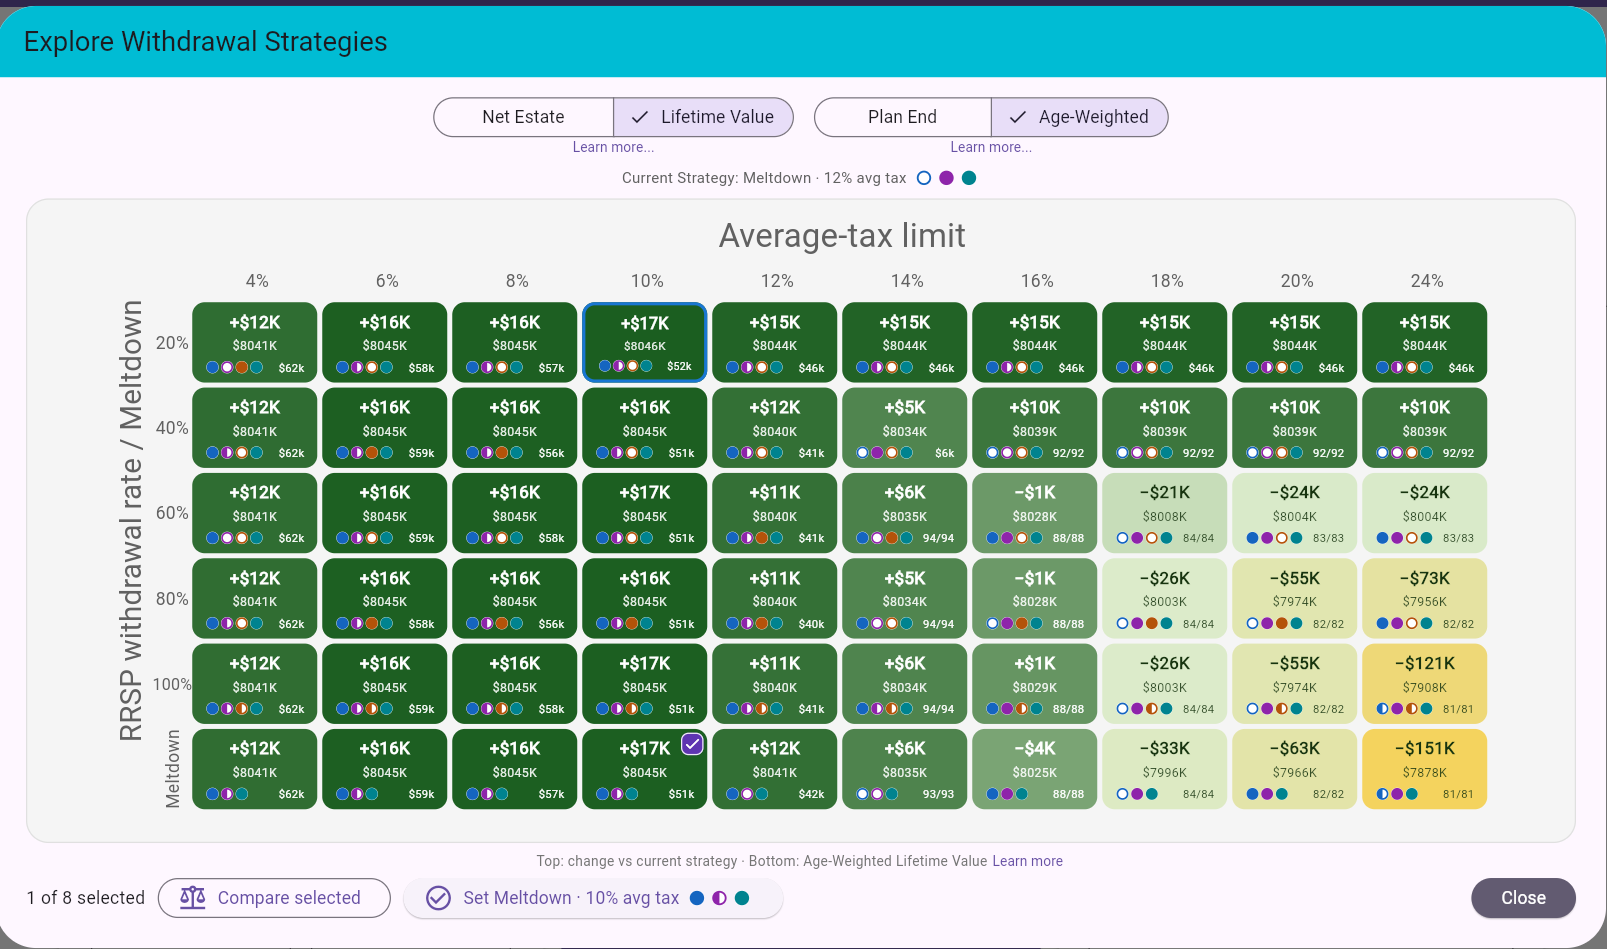 Explore Withdrawal Strategies
Net Estate Lifetime Value Plan End Age-Weighted
Learn more... Learn more...
Current Strategy: Meltdown · 12% avg tax
Average-tax limit
4% 6% 8% 10% 12% 14% 16% 18% 20% 24%
RRSP withdrawal rate / Meltdown
20%
+$12K +$16K +$16K +$17K +$15K +$15K +$15K +$15K +$15K +$15K
$8041K $8045K $8045K $8046K $8044K $8044K $8044K $8044K $8044K $8044K
$62k $58k $57k $52k $46k $46k $46k $46k $46k $46k
40%
+$12K +$16K +$16K +$16K +$12K +$5K +$10K +$10K +$10K +$10K
$8041K $8045K $8045K $8045K $8040K $8034K $8039K $8039K $8039K $8039K
$62k $59k $56k $51k $41k $6k 92/92 92/92 92/92 92/92
60%
+$12K +$16K +$16K +$17K +$11K +$6K −$1K −$21K −$24K −$24K
$8041K $8045K $8045K $8045K $8040K $8035K $8028K $8008K $8004K $8004K
$62k $59k $58k $51k $41k 94/94 88/88 84/84 83/83 83/83
80%
+$12K +$16K +$16K +$16K +$11K +$5K −$1K −$26K −$55K −$73K
$8041K $8045K $8045K $8045K $8040K $8034K $8028K $8003K $7974K $7956K
$62k $58k $56k $51k $40k 94/94 88/88 84/84 82/82 82/82
100%
+$12K +$16K +$16K +$17K +$11K +$6K +$1K −$26K −$55K −$121K
$8041K $8045K $8045K $8045K $8040K $8034K $8029K $8003K $7974K $7908K
$62k $59k $58k $51k $41k 94/94 88/88 84/84 82/82 81/81
Meltdown
+$12K +$16K +$16K +$17K +$12K +$6K −$4K −$33K −$63K −$151K
$8041K $8045K $8045K $8045K $8041K $8035K $8025K $7996K $7966K $7878K
$62k $59k $57k $51k $42k 93/93 88/88 84/84 82/82 81/81
Top: change vs current strategy · Bottom: Age-Weighted Lifetime Value Learn more
1 of 8 selected Compare selected Set Meltdown · 10% avg tax Close